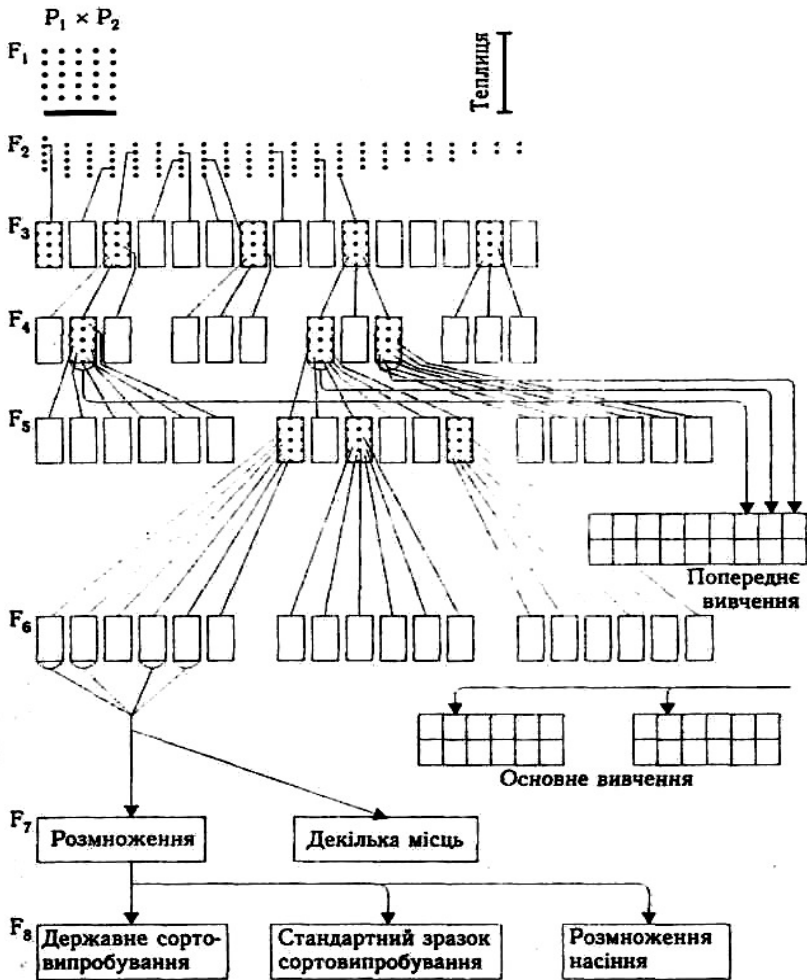 P₁ × P₂
F₁
Теплиця
F₂
F₃
F₄
F₅
Попереднє
вивчення
F₆
Основне вивчення
F₇
Розмноження
Декілька місць
F₈
Державне сорто-
випробування
Стандартний зразок
сортовипробування
Розмноження
насіння